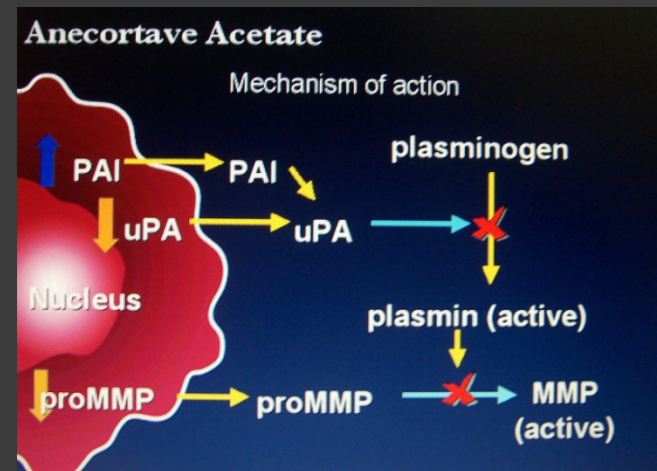 Anecortave Acetate
Mechanism of action
plasminogen
PAI
PAI
uPA
uPA
Nucleus
plasmin (active)
proMMP
proMMP
MMP
(active)